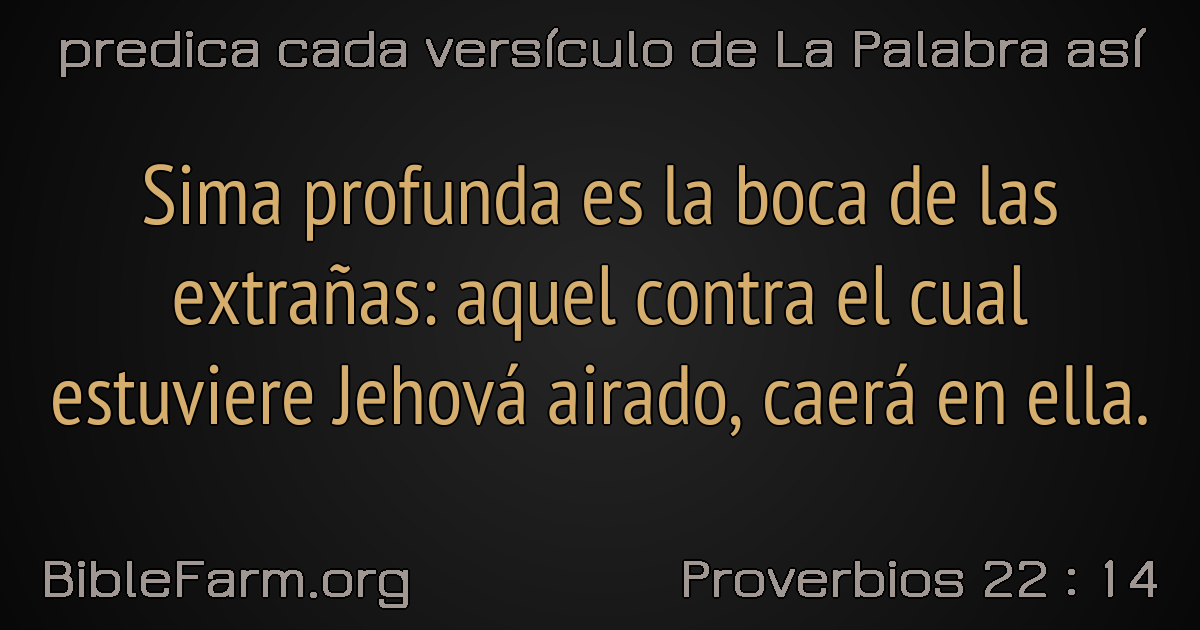 predica cada versículo de La Palabra así
Sima profunda es la boca de las
extrañas: aquel contra el cual
estuviere Jehová airado, caerá en ella.
BibleFarm.org
Proverbios 22 : 14